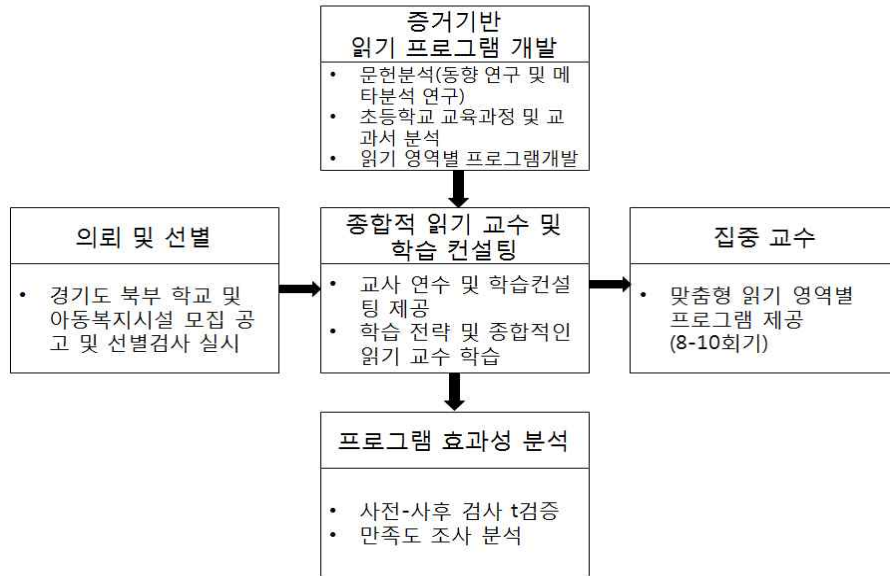 증거기반
읽기 프로그램 개발
• 문헌분석(동향 연구 및 메
타분석 연구)
• 초등학교 교육과정 및 교
과서 분석
• 읽기 영역별 프로그램개발
의뢰 및 선별
• 경기도 북부 학교 및
아동복지시설 모집 공
고 및 선별검사 실시
종합적 읽기 교수 및
학습 컨설팅
• 교사 연수 및 학습컨설
팅 제공
• 학습 전략 및 종합적인
읽기 교수 학습
집중 교수
• 맞춤형 읽기 영역별
프로그램 제공
(8-10회기)
프로그램 효과성 분석
• 사전-사후 검사 t검증
• 만족도 조사 분석